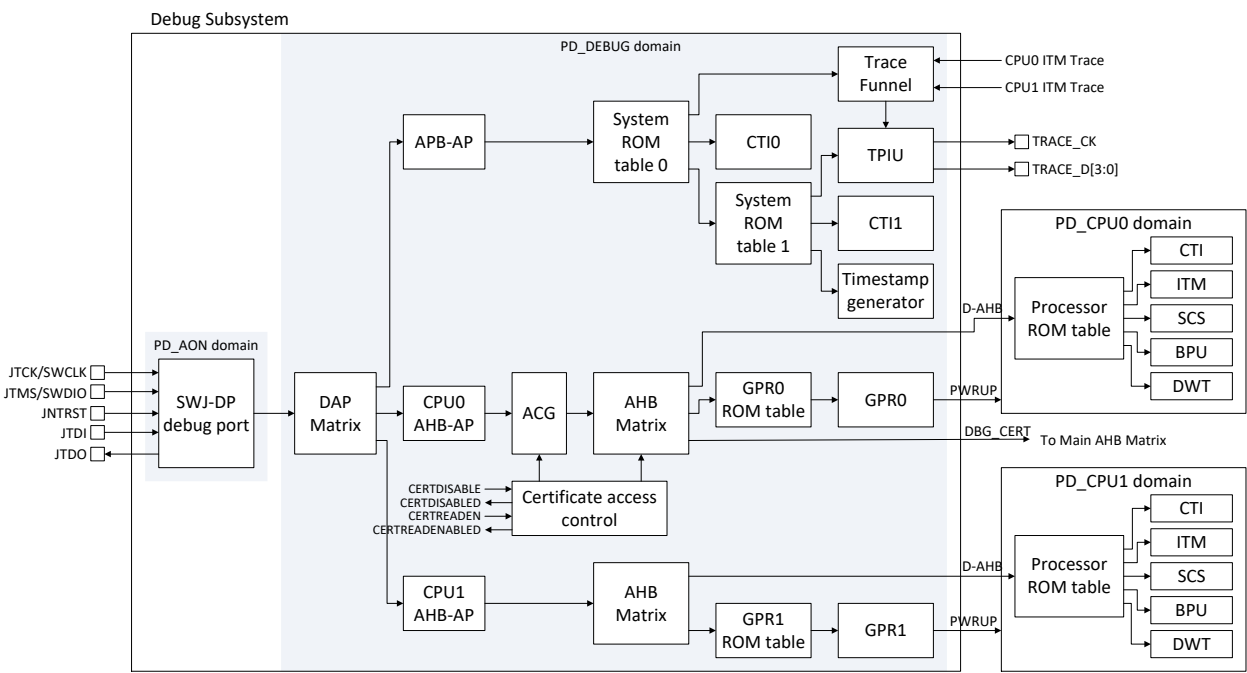 Debug Subsystem
PD_DEBUG domain
Trace
Funnel
CPU0 ITM Trace
CPU1 ITM Trace
APB-AP
System
ROM
table 0
CTI0
TPIU
TRACE_CK
TRACE_D[3:0]
System
ROM
table 1
CTI1
Timestamp
generator
PD_CPU0 domain
CTI
ITM
SCS
BPU
DWT
Processor
ROM table
D-AHB
PD_AON domain
JTCK/SWCLK
JTMS/SWDIO
JNTRST
JTDI
JTDO
SWJ-DP
debug port
DAP
Matrix
CPU0
AHB-AP
ACG
AHB
Matrix
GPR0
ROM table
GPR0
PWRUP
DBG_CERT
To Main AHB Matrix
CERTDISABLE
CERTDISABLED
CERTREADEN
CERTREADENABLED
Certificate access
control
PD_CPU1 domain
CTI
ITM
SCS
BPU
DWT
Processor
ROM table
D-AHB
CPU1
AHB-AP
AHB
Matrix
GPR1
ROM table
GPR1
PWRUP